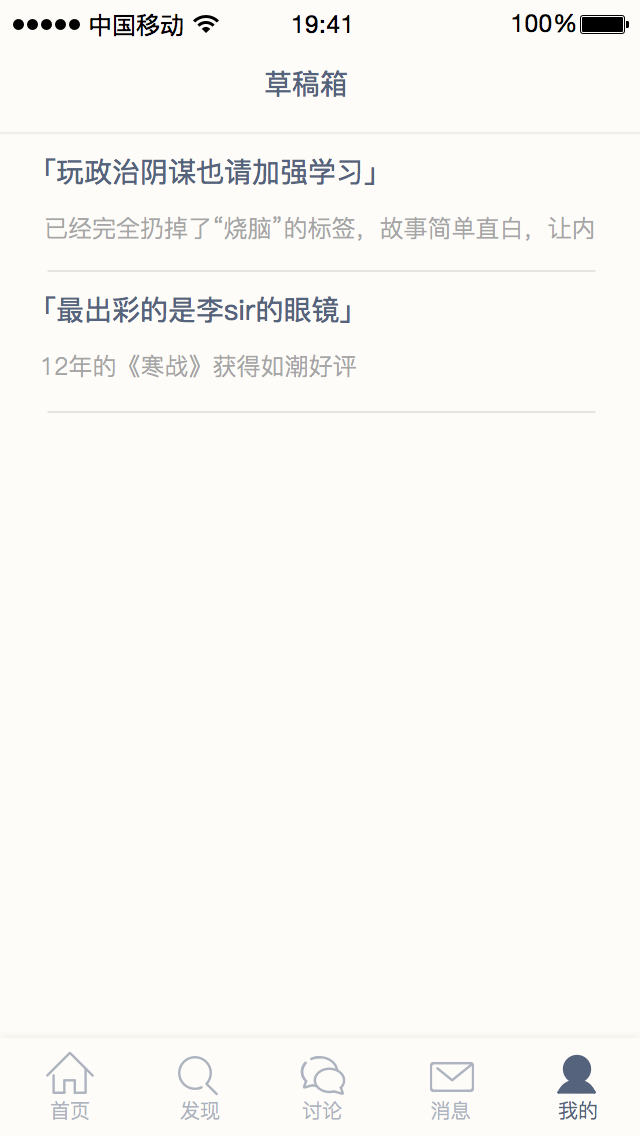 中国移动 19:41 100%
草稿箱
「玩政治阴谋也请加强学习」
已经完全扔掉了“烧脑”的标签，故事简单直白，让内
「最出彩的是李sir的眼镜」
12年的《寒战》获得如潮好评
首页 发现 讨论 消息 我的